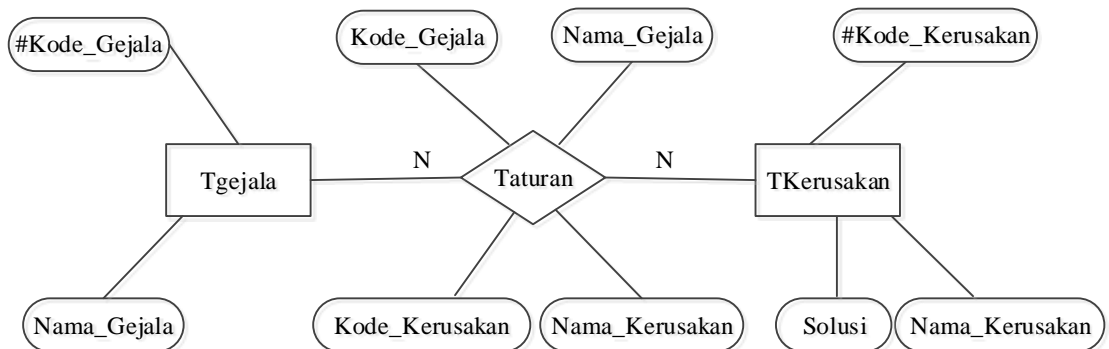 #Kode_Gejala
Kode_Gejala
Nama_Gejala
#Kode_Kerusakan
N
N
Tgejala
Taturan
TKerusakan
Nama_Gejala
Kode_Kerusakan
Nama_Kerusakan
Solusi
Nama_Kerusakan